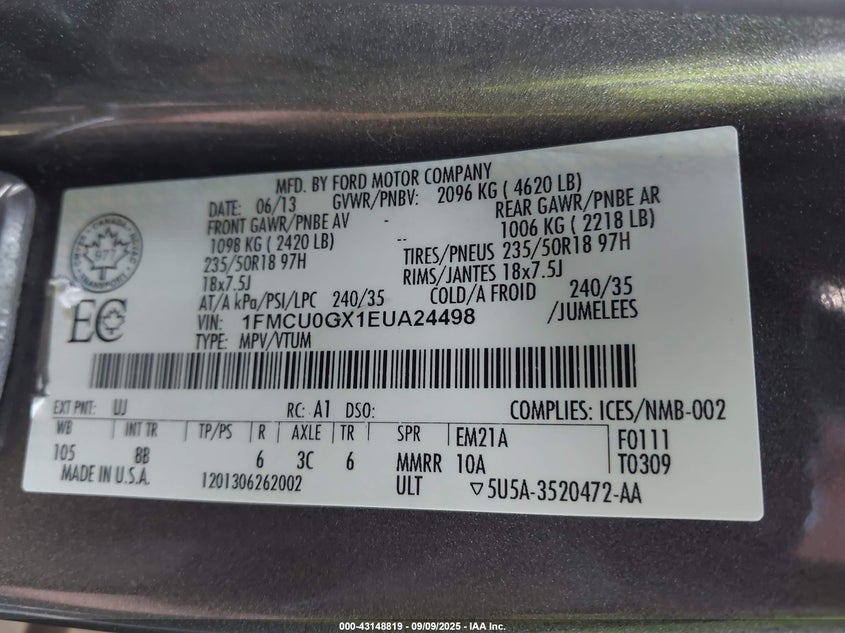 MFD. BY FORD MOTOR COMPANY
DATE: 06/13 GVWR/PNBV: 2096 KG ( 4620 LB)
FRONT GAWR/PNBE AV - REAR GAWR/PNBE AR
1098 KG ( 2420 LB) -- 1006 KG ( 2218 LB)
235/50R18 97H TIRES/PNEUS 235/50R18 97H
18x7.5J RIMS/JANTES 18x7.5J
AT/A kPa/PSI/LPC 240/35 COLD/A FROID 240/35
VIN: 1FMCU0GX1EUA24498 /JUMELEES
TYPE: MPV/VTUM
EC
EXT PNT: UJ RC: A1 DSO: COMPLIES: ICES/NMB-002
WB INT TR TP/PS R AXLE TR SPR EM21A F0111
105 BB 6 3C 6 MMRR 10A T0309
MADE IN U.S.A. 1201306262002 ULT ▽5U5A-3520472-AA
000-43148819 - 09/09/2025 - IAA Inc.